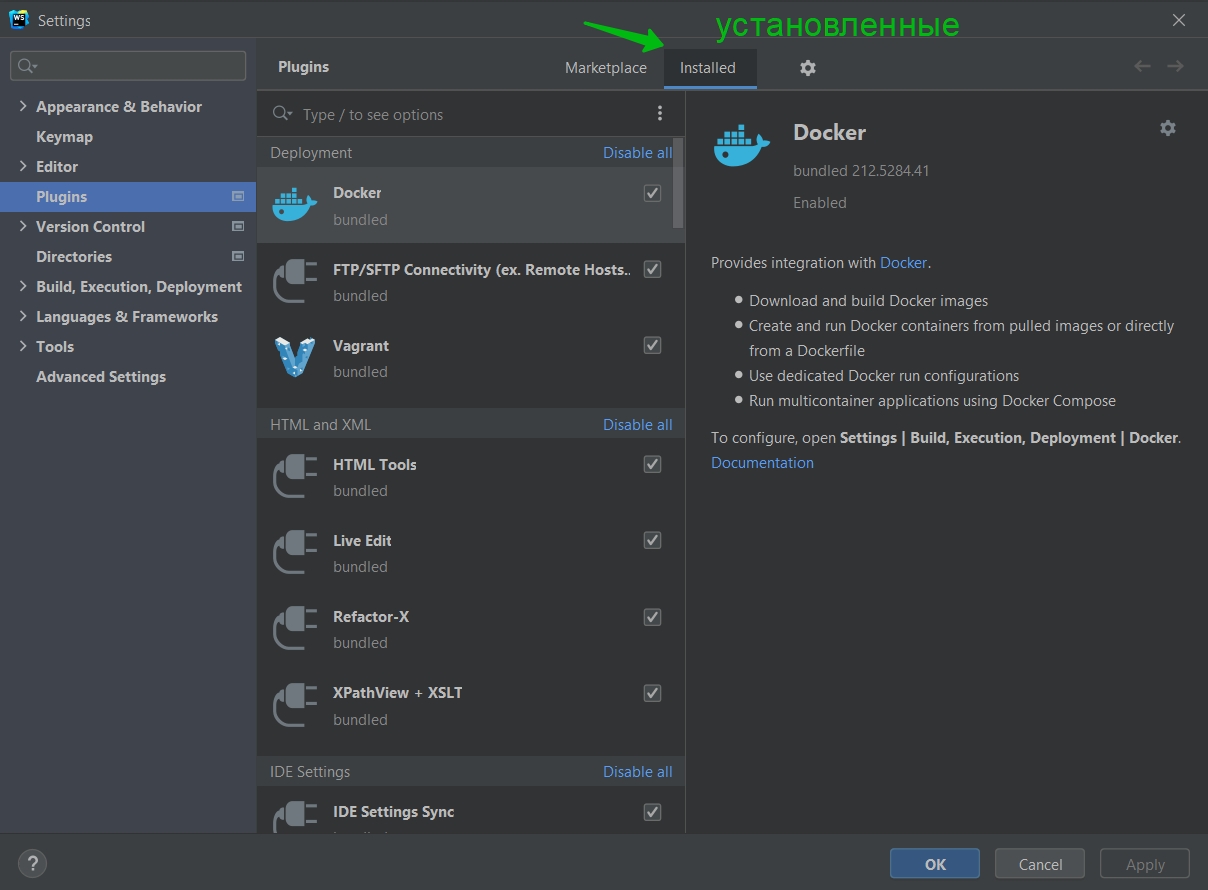 WS
Settings
установленные
Plugins
Marketplace
Installed
Appearance & Behavior
Keymap
Editor
Plugins
Version Control
Directories
Build, Execution, Deployment
Languages & Frameworks
Tools
Advanced Settings
Type / to see options
Deployment
Disable all
Docker
bundled
FTP/SFTP Connectivity (ex. Remote Hosts..
bundled
Vagrant
bundled
HTML and XML
Disable all
HTML Tools
bundled
Live Edit
bundled
Refactor-X
bundled
XPathView + XSLT
bundled
IDE Settings
Disable all
IDE Settings Sync
Docker
bundled 212.5284.41
Enabled
Provides integration with Docker.
Download and build Docker images
Create and run Docker containers from pulled images or directly
from a Dockerfile
Use dedicated Docker run configurations
Run multicontainer applications using Docker Compose
To configure, open Settings | Build, Execution, Deployment | Docker.
Documentation
?
OK
Cancel
Apply